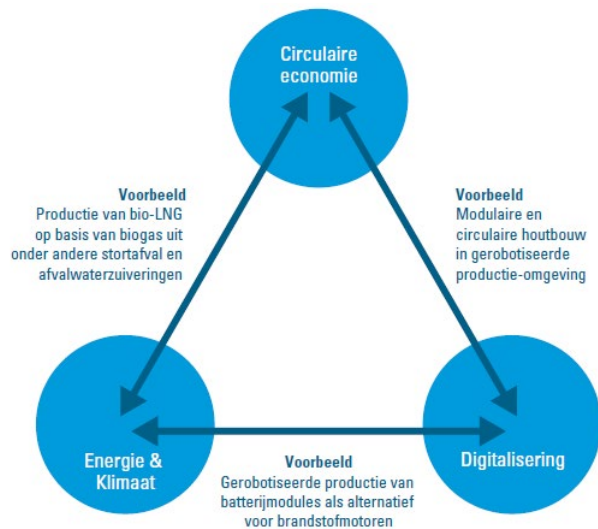 Circulaire
economie
Voorbeeld
Productie van bio-LNG
op basis van biogas uit
onder andere stortafval en
afvalwaterzuiveringen
Voorbeeld
Modulaire en
circulaire houtbouw
in gerobotiseerde
productie-omgeving
Energie &
Klimaat
Voorbeeld
Gerobotiseerde productie van
batterijmodules als alternatief
voor brandstofmotoren
Digitalisering